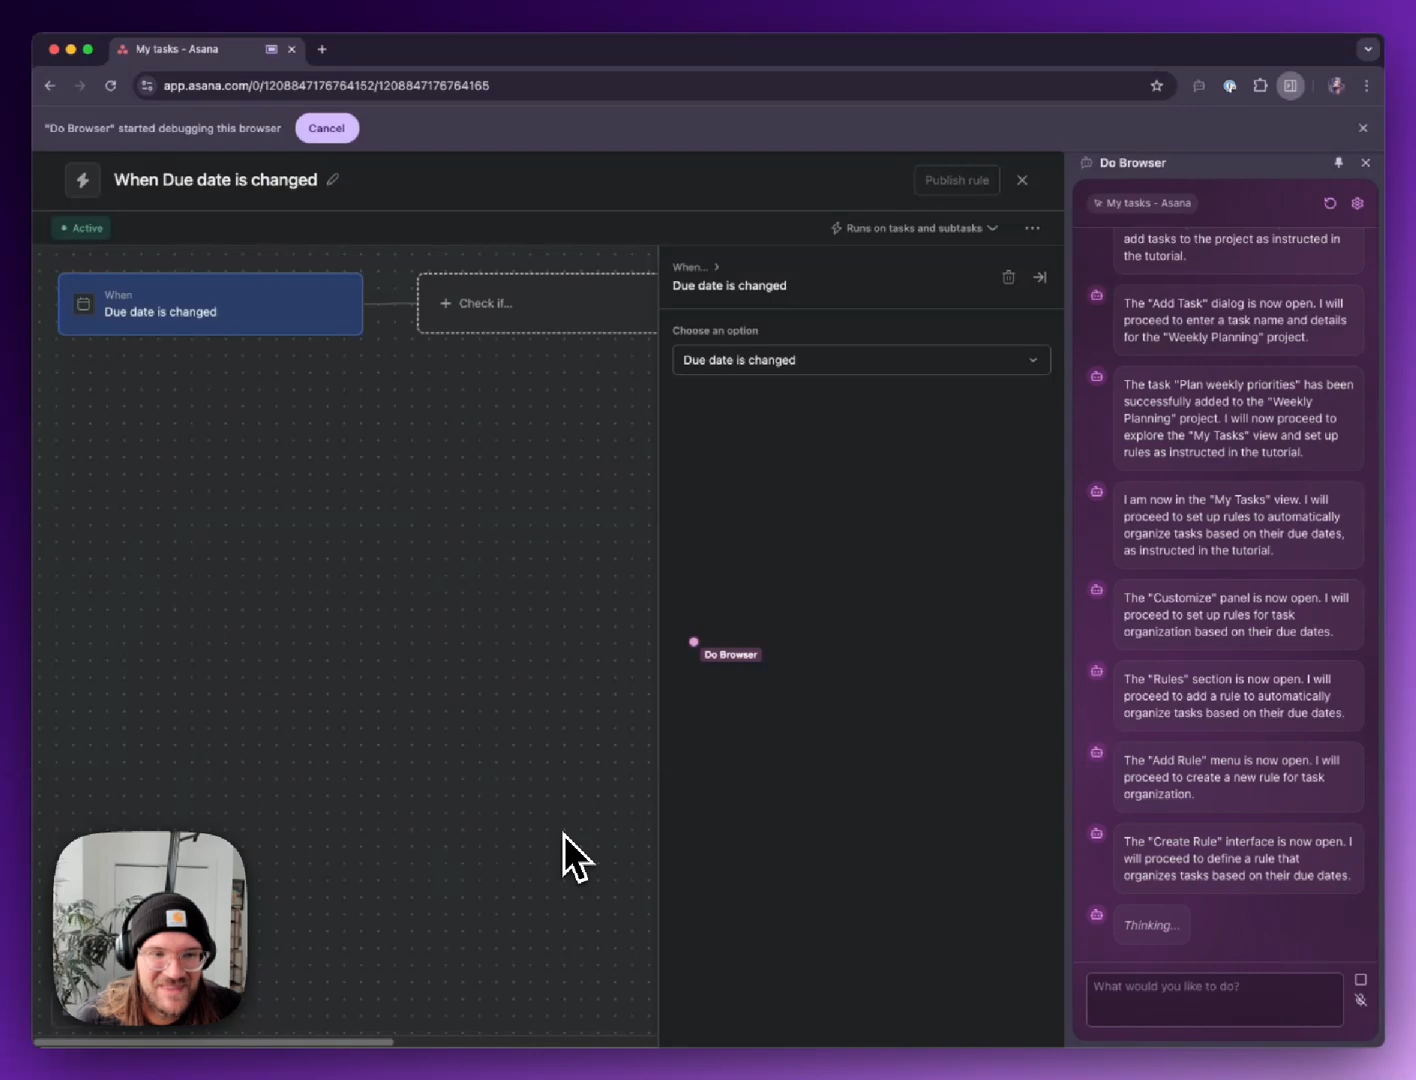 My tasks - Asana
app.asana.com/0/1208847176764152/1208847176764165
"Do Browser" started debugging this browser
Cancel
When Due date is changed
Publish rule
Active
Runs on tasks and subtasks
When
Due date is changed
Check if...
When...
Due date is changed
Choose an option
Due date is changed
Do Browser
Do Browser
My tasks - Asana
add tasks to the project as instructed in
the tutorial.
The "Add Task" dialog is now open. I will
proceed to enter a task name and details
for the "Weekly Planning" project.
The task "Plan weekly priorities" has been
successfully added to the "Weekly
Planning" project. I will now proceed to
explore the "My Tasks" view and set up
rules as instructed in the tutorial.
I am now in the "My Tasks" view. I will
proceed to set up rules to automatically
organize tasks based on their due dates,
as instructed in the tutorial.
The "Customize" panel is now open. I will
proceed to set up rules for task
organization based on their due dates.
The "Rules" section is now open. I will
proceed to add a rule to automatically
organize tasks based on their due dates.
The "Add Rule" menu is now open. I will
proceed to create a new rule for task
organization.
The "Create Rule" interface is now open. I
will proceed to define a rule that
organizes tasks based on their due dates.
Thinking...
What would you like to do?